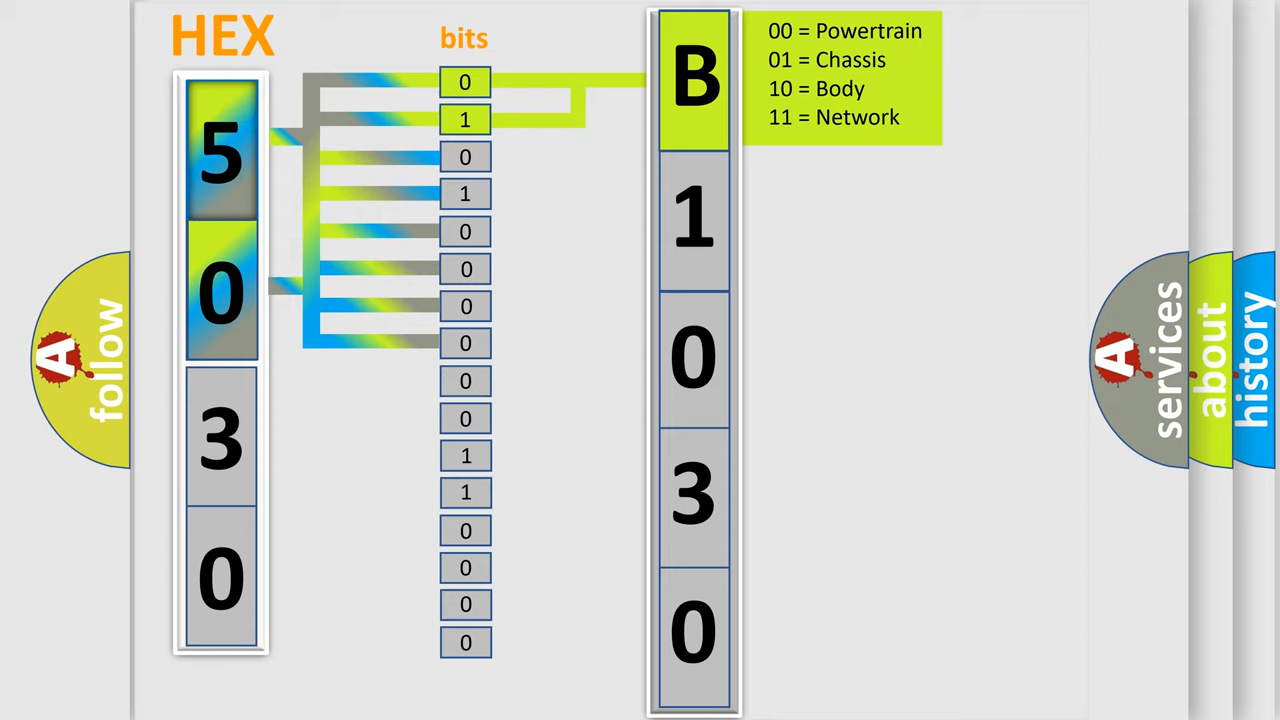 HEX
bits
5
0
3
0
0
1
0
1
0
0
0
0
0
0
1
1
0
0
0
0
B
1
0
3
0
00 = Powertrain
01 = Chassis
10 = Body
11 = Network
A
follow
A
services
about
history